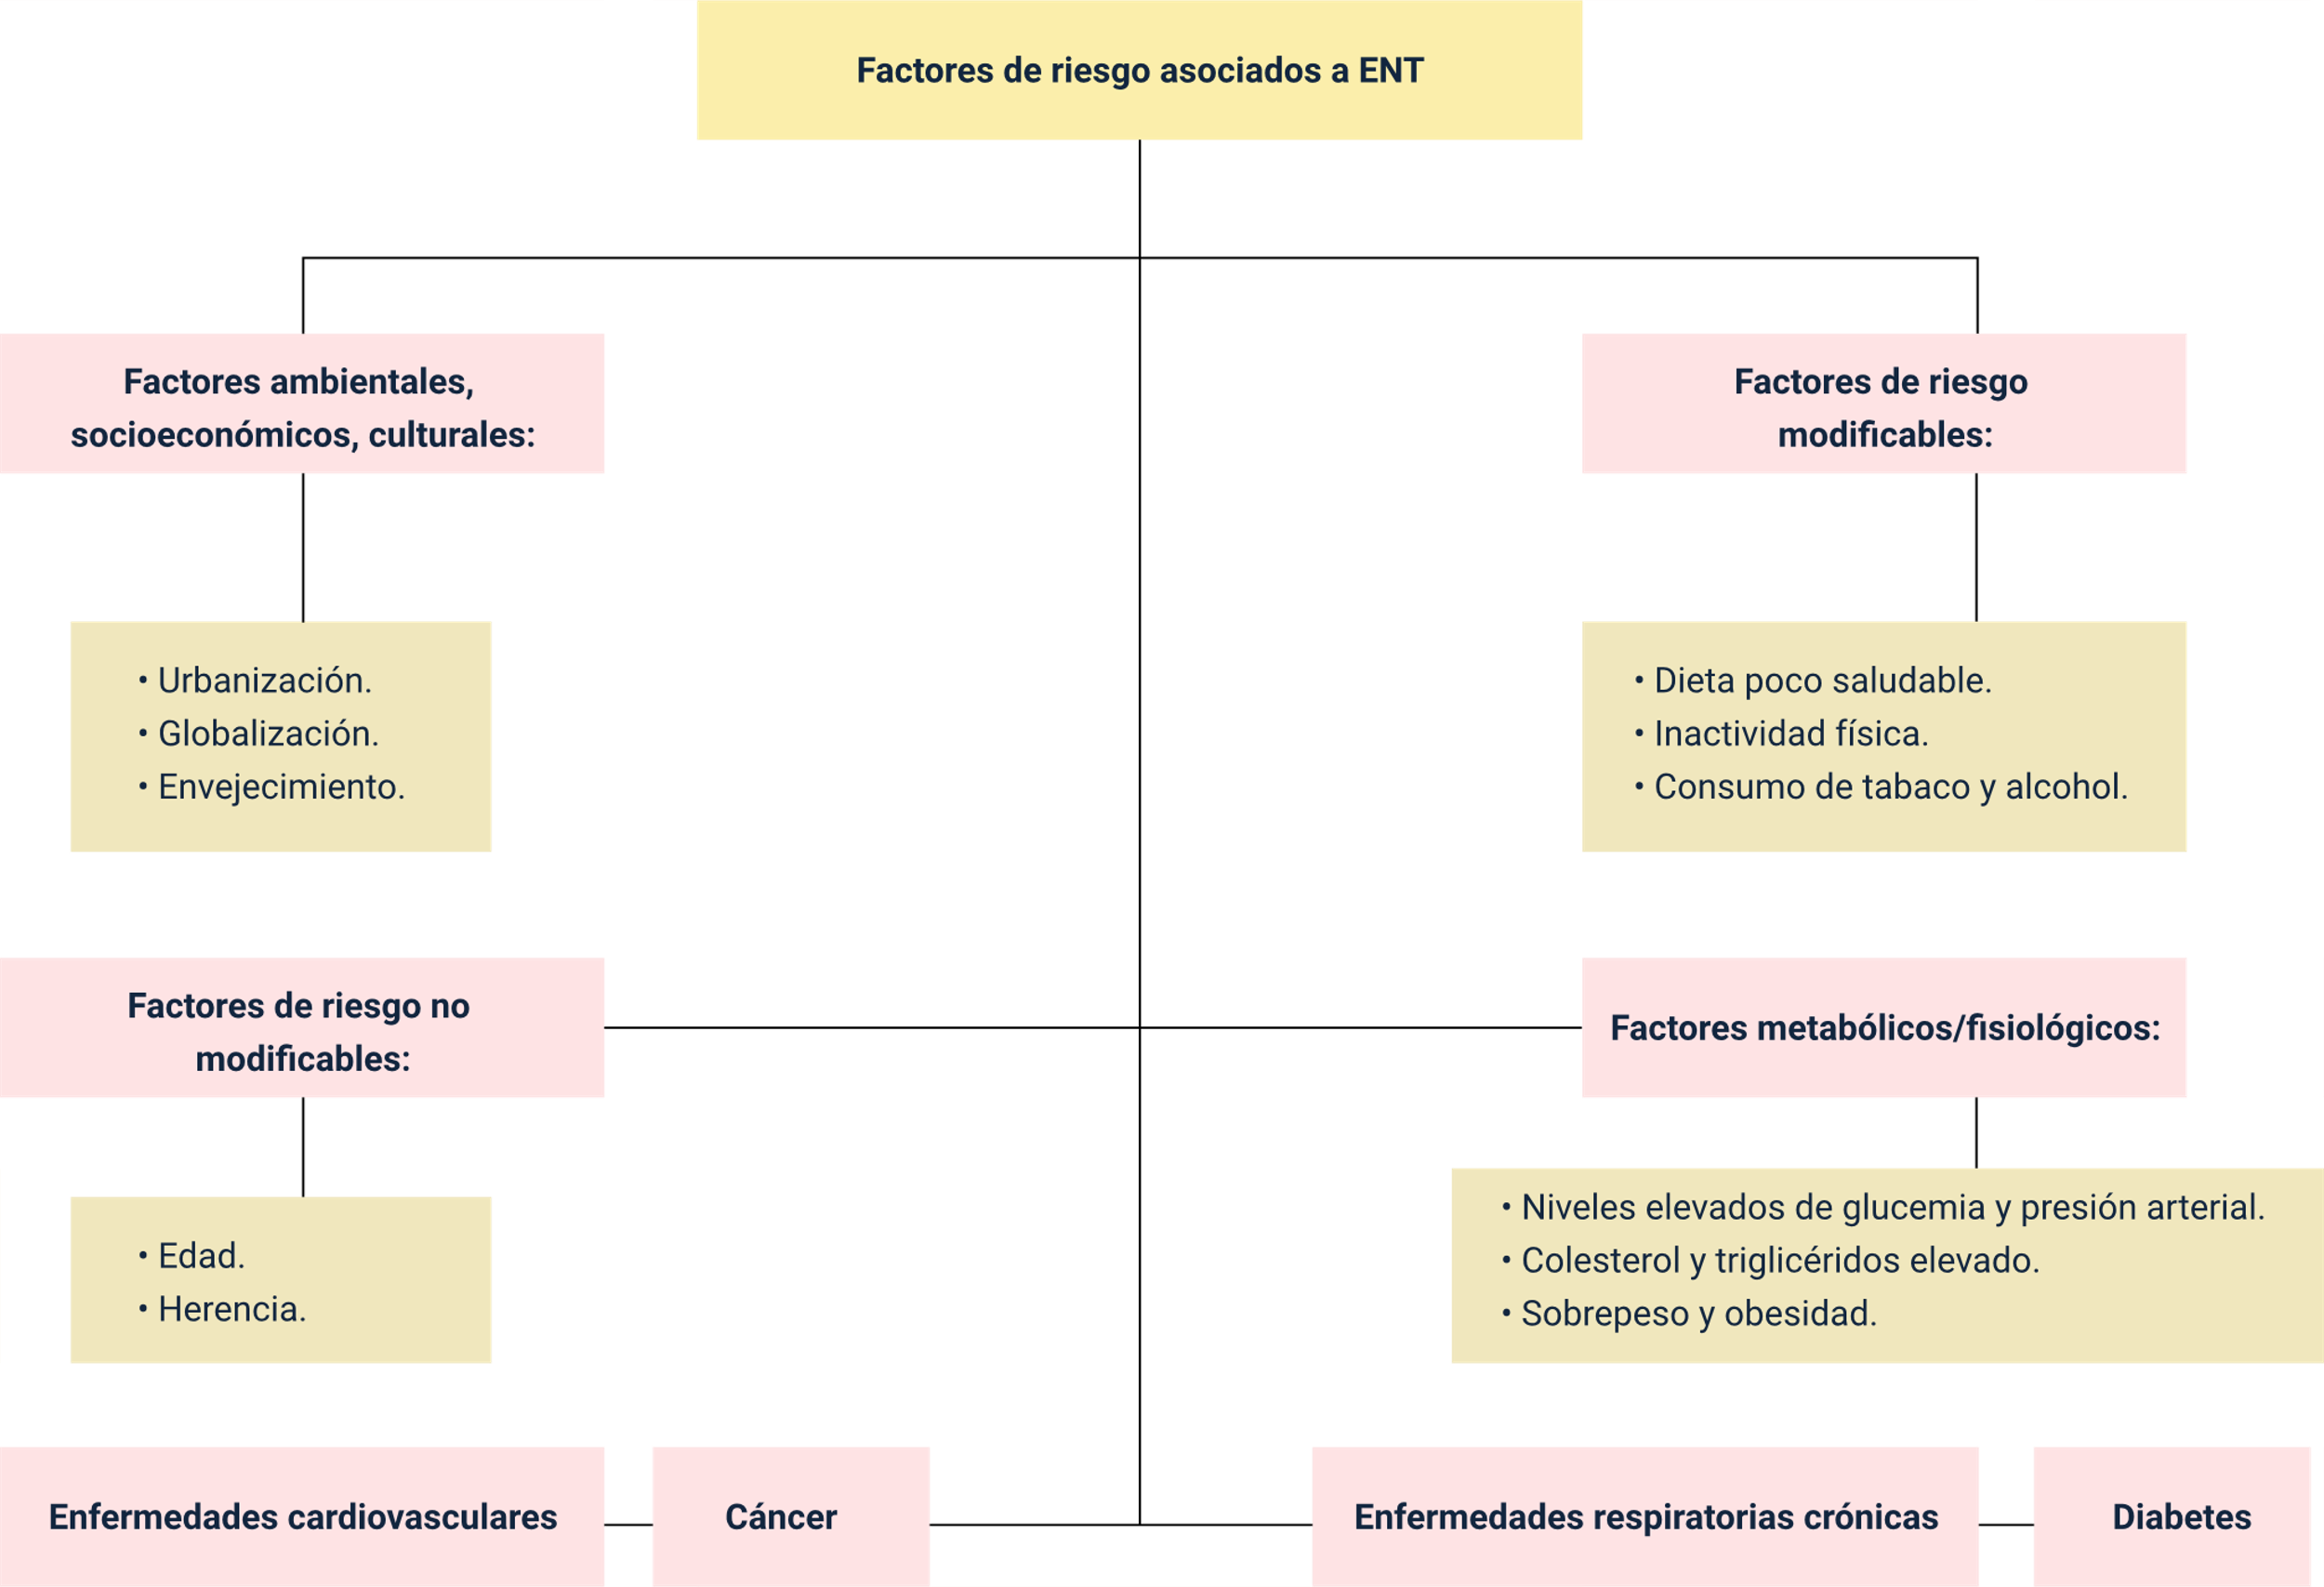 Factores de riesgo asociados a ENT
Factores ambientales,
socioeconómicos, culturales:
Factores de riesgo
modificables:
• Urbanización.
• Globalización.
• Envejecimiento.
• Dieta poco saludable.
• Inactividad física.
• Consumo de tabaco y alcohol.
Factores de riesgo no
modificables:
Factores metabólicos/fisiológicos:
• Edad.
• Herencia.
• Niveles elevados de glucemia y presión arterial.
• Colesterol y triglicéridos elevado.
• Sobrepeso y obesidad.
Enfermedades cardiovasculares
Cáncer
Enfermedades respiratorias crónicas
Diabetes